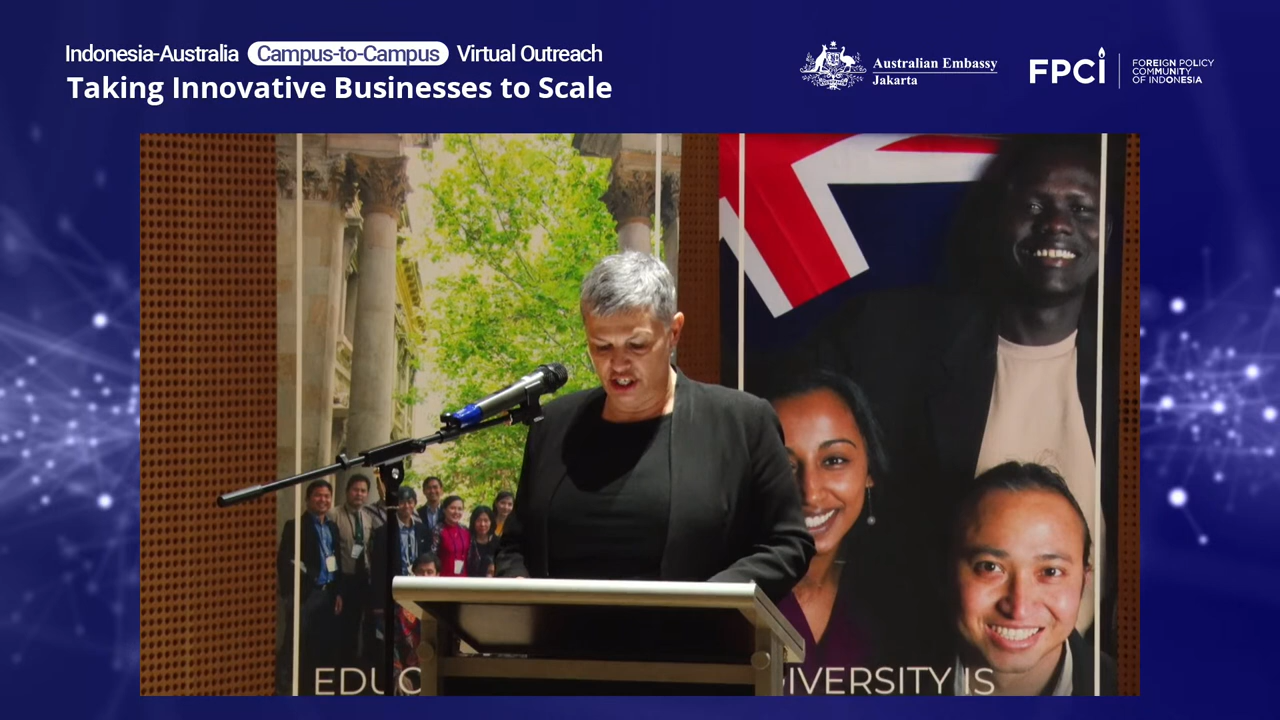 Indonesia-Australia Campus-to-Campus Virtual Outreach
Taking Innovative Businesses to Scale
Australian Embassy
Jakarta
FPCI
FOREIGN POLICY
COMMUNITY
OF INDONESIA
EDUC
IVERSITY IS